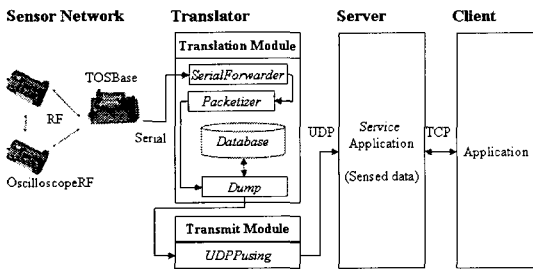 Sensor Network
Translator
Server
Client
Translation Module
TOSBase
SerialForwarder
RF
Packetizer
Serial
UDP
Database
Service
Application
TCP
Application
(Sensed data)
OscilloscopeRF
Dump
Transmit Module
UDPPusing